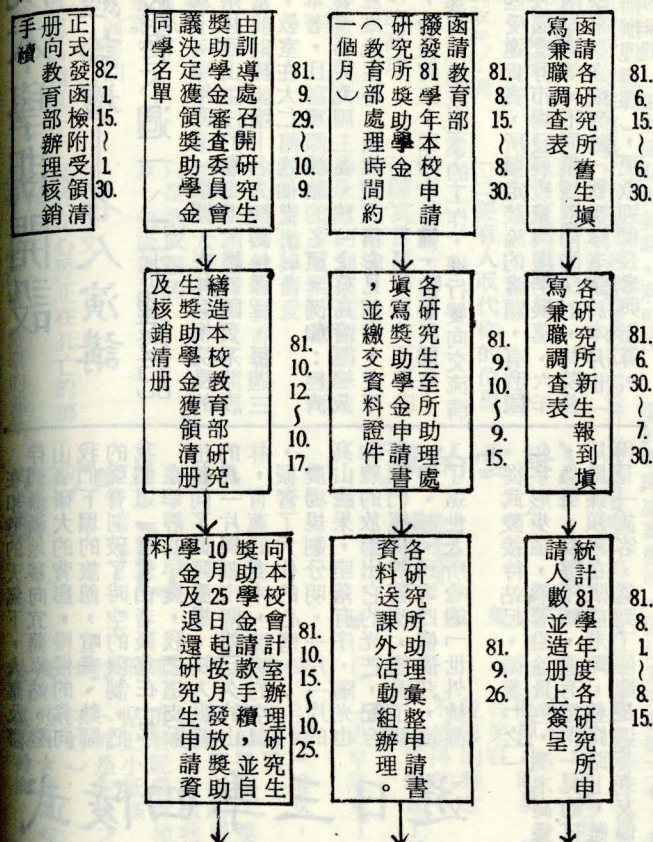 函請各研究所舊生填
寫兼職調查表
81.6.15.～6.30.
各研究所新生報到填
寫兼職調查表
81.6.30.～7.30.
統計81學年度各研究所申
請人數並造册上簽呈
81.8.1～8.15.
函請教育部
撥發81學年本校申請
研究所獎助學金
（教育部處理時間約
一個月）
81.8.15.～8.30.
各研究生至所助理處
填寫獎助學金申請書
，並繳交資料證件
81.9.10.～9.15.
各研究所助理彙整申請書
資料送課外活動組辦理。
81.9.26.
由訓導處召開研究生
獎助學金審查委員會
議決定獲領獎助學金
同學名單
81.9.29.～10.9.
繕造本校教育部研究
生獎助學金獲領清册
及核銷清册
81.10.12.～10.17.
向本校會計室辦理研究生
獎助學金請款手續，並自
10月25日起按月發放獎助
學金及退還研究生申請資
料
81.10.15.～10.25.
正式發函檢附受領清
册向教育部辦理核銷
手續
82.1.15.～1.30.